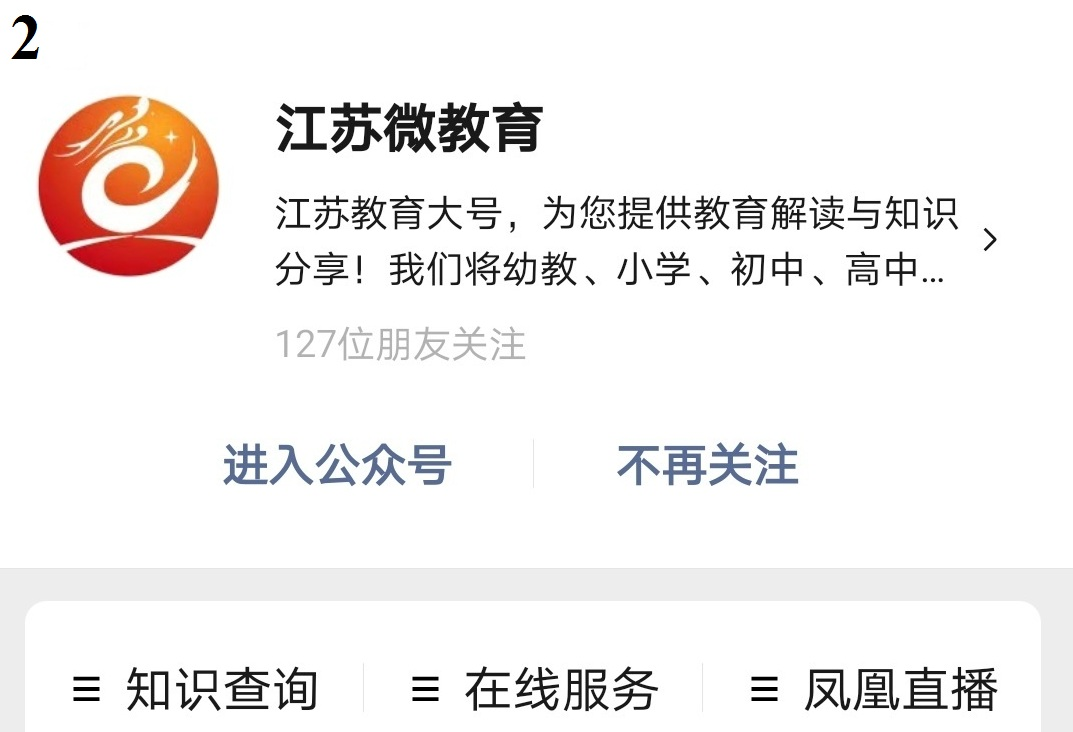 2
江苏微教育
江苏教育大号，为您提供教育解读与知识
分享！我们将幼教、小学、初中、高中...
127位朋友关注
进入公众号 不再关注
知识查询 在线服务 凤凰直播